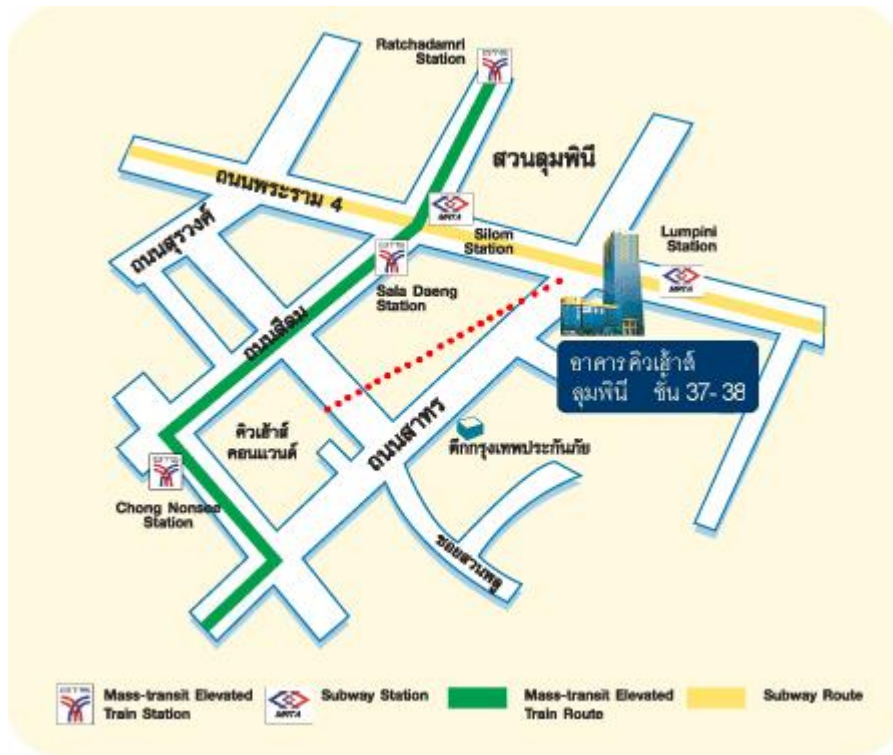 Ratchadamri
Station
สวนลุมพินี
ถนนพระราม 4
ถนนสุรวงศ์
MRTA
Silom
Station
Lumpini
Station
MRTA
Sala Daeng
Station
ถนนสีลม
อาคารคิวเฮ้าส์
ลุมพินี ชั้น 37-38
คิวเฮ้าส์
คอนแวนต์
ถนนสาทร
ตึกกรุงเทพประกันภัย
Chong Nonsea
Station
ซอยสวนพลู
Mass-transit Elevated
Train Station
MRTA
Subway Station
Mass-transit Elevated
Train Route
Subway Route